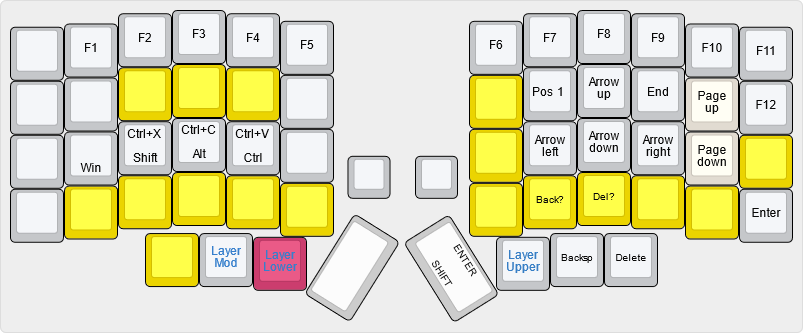 F1 F2 F3 F4 F5
F6 F7 F8 F9 F10 F11
Pos 1 Arrow up End Page up F12
Ctrl+X Ctrl+C Ctrl+V
Win Shift Alt Ctrl
Arrow left Arrow down Arrow right Page down
Back? Del? Enter
Layer Mod
Layer Lower
ENTER
SHIFT
Layer Upper
Backsp
Delete